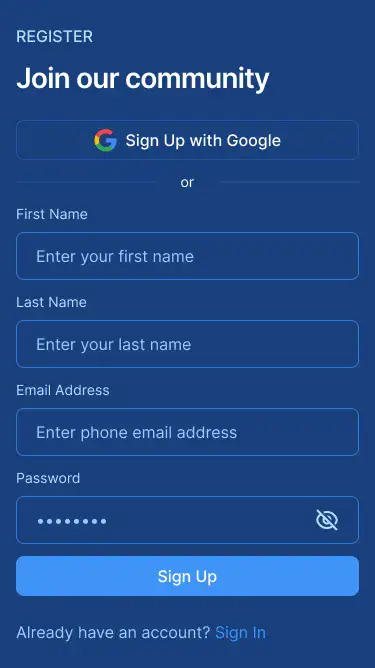 REGISTER
Join our community
Sign Up with Google
or
First Name
Enter your first name
Last Name
Enter your last name
Email Address
Enter phone email address
Password
••••••••
Sign Up
Already have an account? Sign In